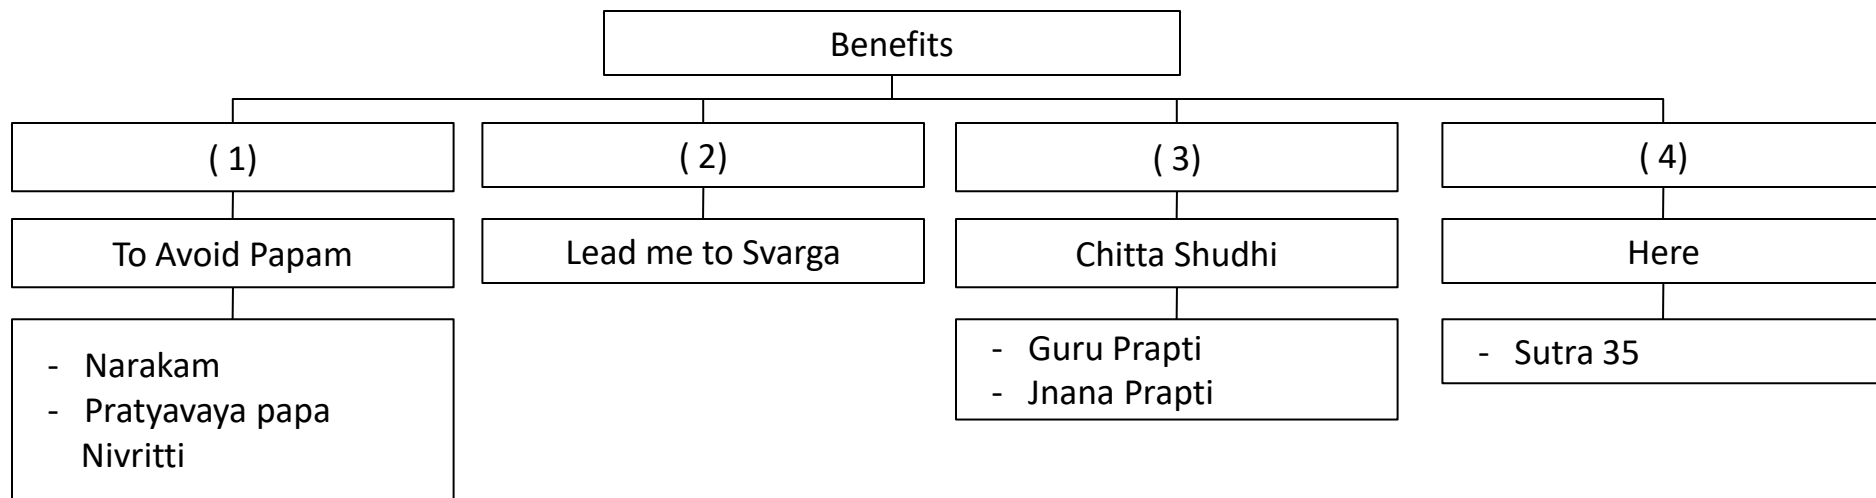 Benefits
( 1)
( 2)
( 3)
( 4)
To Avoid Papam
Lead me to Svarga
Chitta Shudhi
Here
- Narakam
- Pratyavaya papa
Nivritti
- Guru Prapti
- Jnana Prapti
- Sutra 35